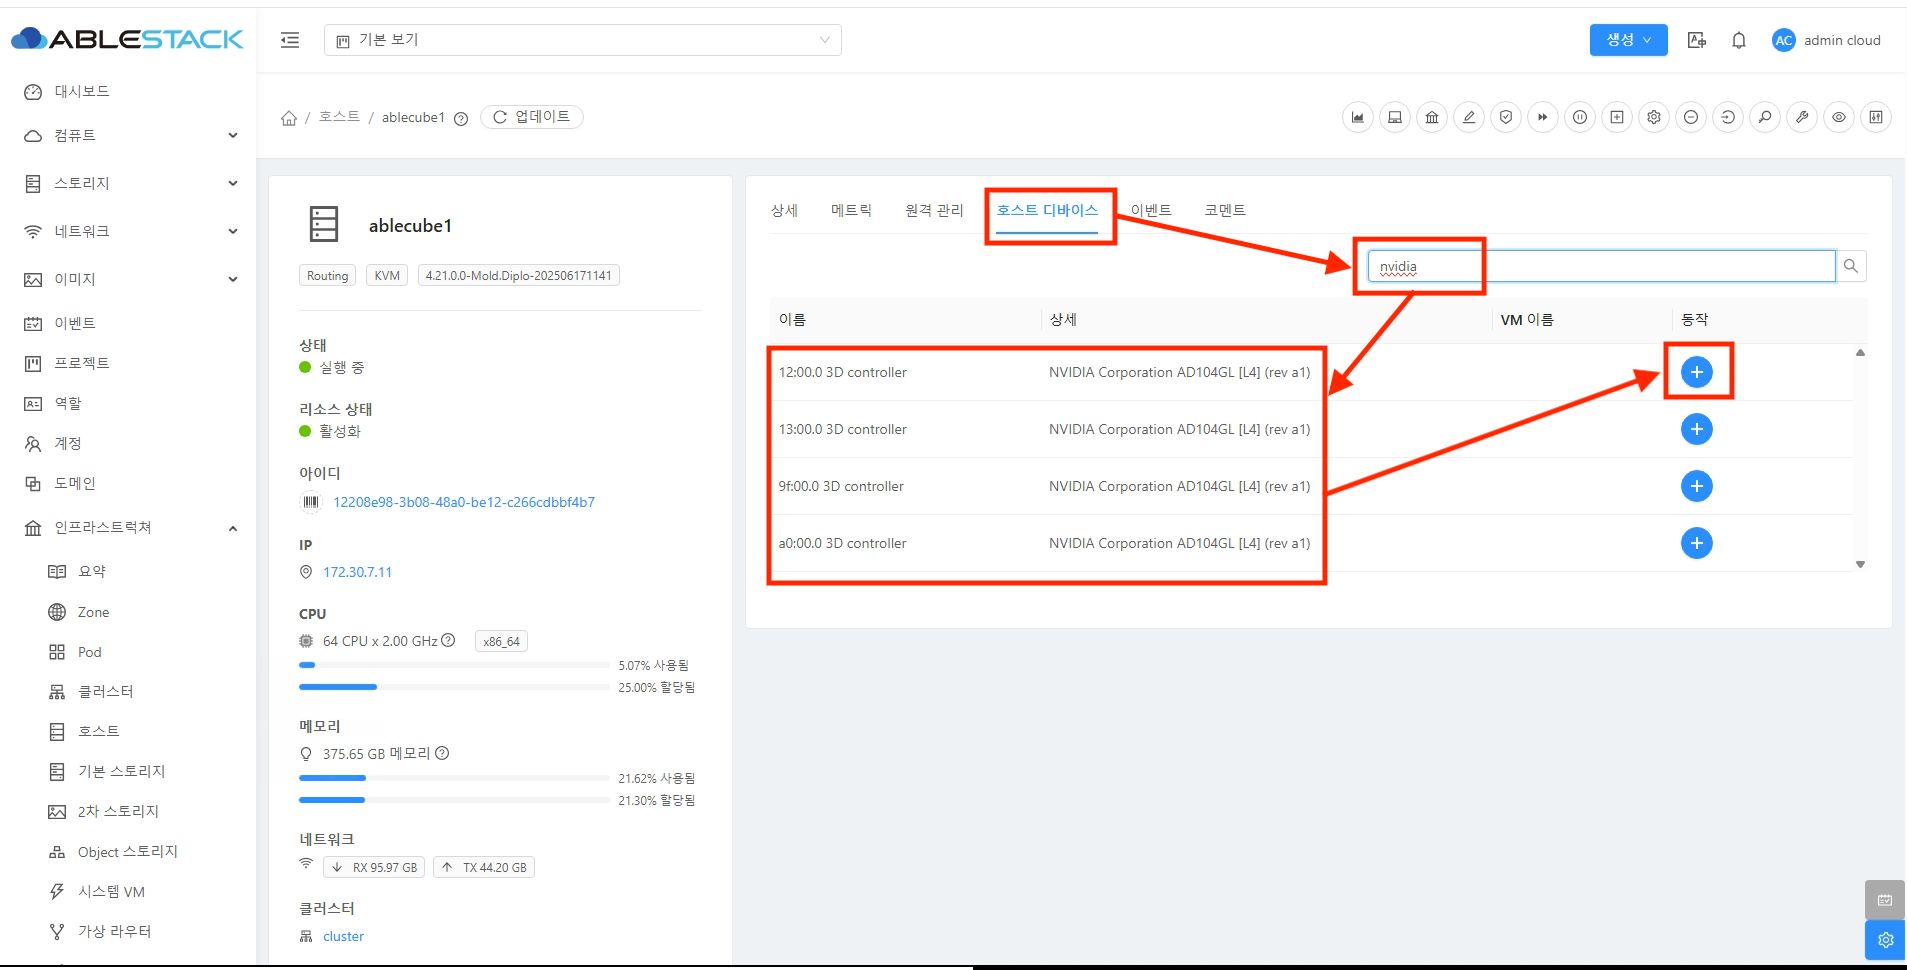 ABLESTACK
기본 보기
생성
AC
admin cloud
대시보드
컴퓨트
스토리지
네트워크
이미지
이벤트
프로젝트
역할
계정
도메인
인프라스트럭쳐
요약
Zone
Pod
클러스터
호스트
기본 스토리지
2차 스토리지
Object 스토리지
시스템 VM
가상 라우터
/ 호스트 / ablecube1
업데이트
ablecube1
Routing
KVM
4.21.0.0-Mold.Diplo-202506171141
상태
실행 중
리소스 상태
활성화
아이디
12208e98-3b08-48a0-be12-c266cdbbf4b7
IP
172.30.7.11
CPU
64 CPU x 2.00 GHz
x86_64
5.07% 사용됨
25.00% 할당됨
메모리
375.65 GB 메모리
21.62% 사용됨
21.30% 할당됨
네트워크
RX 95.97 GB
TX 44.20 GB
클러스터
cluster
상세 메트릭 원격 관리 호스트 디바이스 이벤트 코멘트
nvidia
이름 상세 VM 이름 동작
12:00.0 3D controller NVIDIA Corporation AD104GL [L4] (rev a1)
13:00.0 3D controller NVIDIA Corporation AD104GL [L4] (rev a1)
9f:00.0 3D controller NVIDIA Corporation AD104GL [L4] (rev a1)
a0:00.0 3D controller NVIDIA Corporation AD104GL [L4] (rev a1)